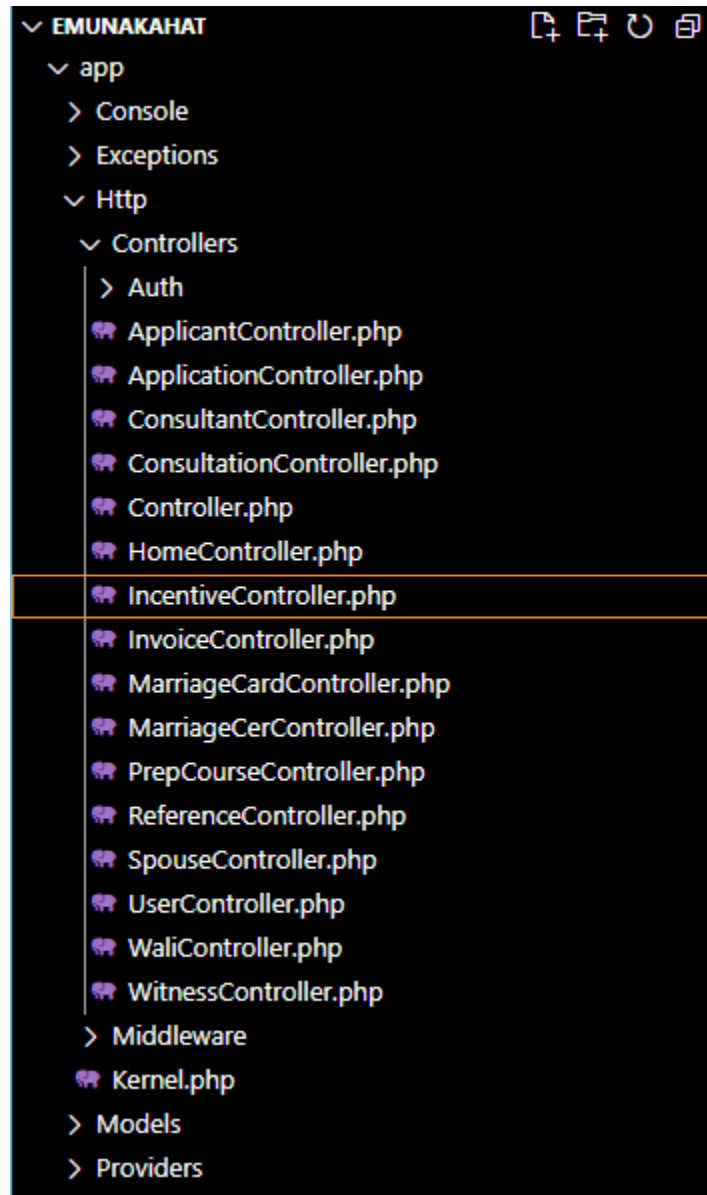 EMUNAKAHAT
app
Console
Exceptions
Http
Controllers
Auth
ApplicantController.php
ApplicationController.php
ConsultantController.php
ConsultationController.php
Controller.php
HomeController.php
IncentiveController.php
InvoiceController.php
MarriageCardController.php
MarriageCerController.php
PrepCourseController.php
ReferenceController.php
SpouseController.php
UserController.php
WaliController.php
WitnessController.php
Middleware
Kernel.php
Models
Providers